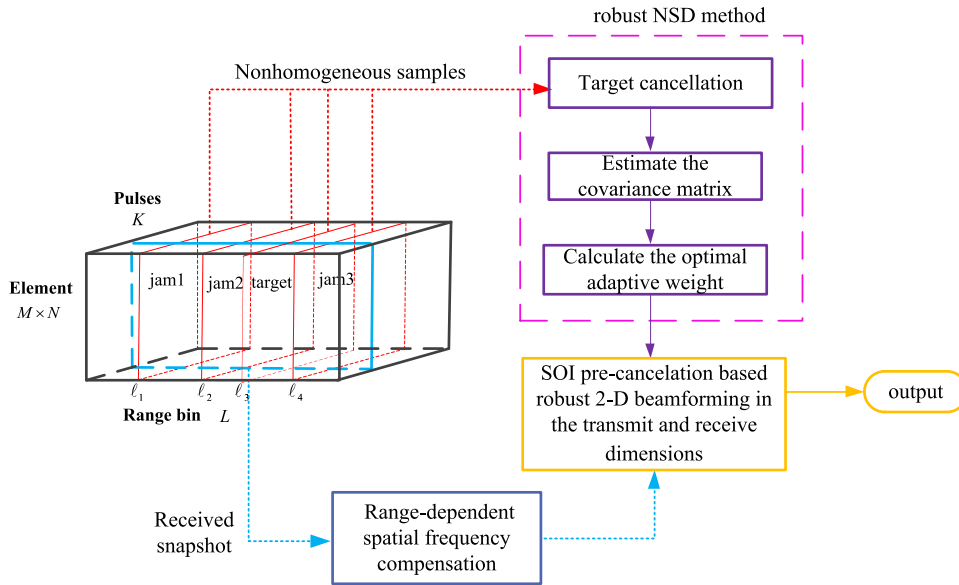 robust NSD method
Nonhomogeneous samples
Target cancellation
Estimate the
covariance matrix
Calculate the optimal
adaptive weight
Pulses
K
Element
M × N
jam1
jam2
target
jam3
ℓ1
ℓ2
ℓ3
ℓ4
Range bin
L
SOI pre-cancelation based
robust 2-D beamforming in
the transmit and receive
dimensions
output
Received
snapshot
Range-dependent
spatial frequency
compensation